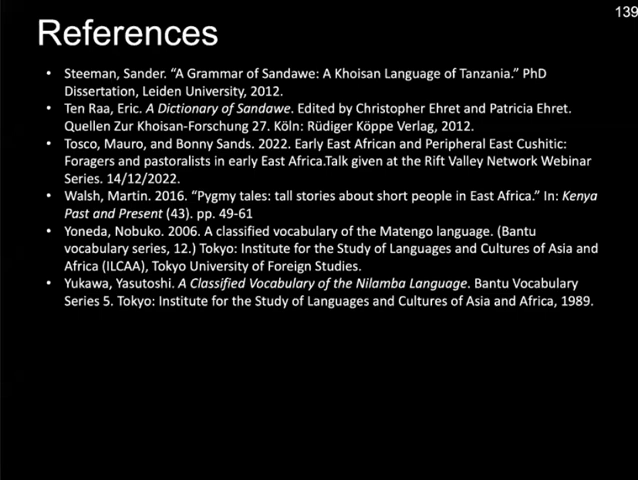 139
References
• Steeman, Sander. “A Grammar of Sandawe: A Khoisan Language of Tanzania.” PhD
Dissertation, Leiden University, 2012.
• Ten Raa, Eric. A Dictionary of Sandawe. Edited by Christopher Ehret and Patricia Ehret.
Quellen Zur Khoisan-Forschung 27. Köln: Rüdiger Köppe Verlag, 2012.
• Tosco, Mauro, and Bonny Sands. 2022. Early East African and Peripheral East Cushitic:
Foragers and pastoralists in early East Africa.Talk given at the Rift Valley Network Webinar
Series. 14/12/2022.
• Walsh, Martin. 2016. “Pygmy tales: tall stories about short people in East Africa.” In: Kenya
Past and Present (43). pp. 49-61
• Yoneda, Nobuko. 2006. A classified vocabulary of the Matengo language. (Bantu
vocabulary series, 12.) Tokyo: Institute for the Study of Languages and Cultures of Asia and
Africa (ILCAA), Tokyo University of Foreign Studies.
• Yukawa, Yasutoshi. A Classified Vocabulary of the Nilamba Language. Bantu Vocabulary
Series 5. Tokyo: Institute for the Study of Languages and Cultures of Asia and Africa, 1989.